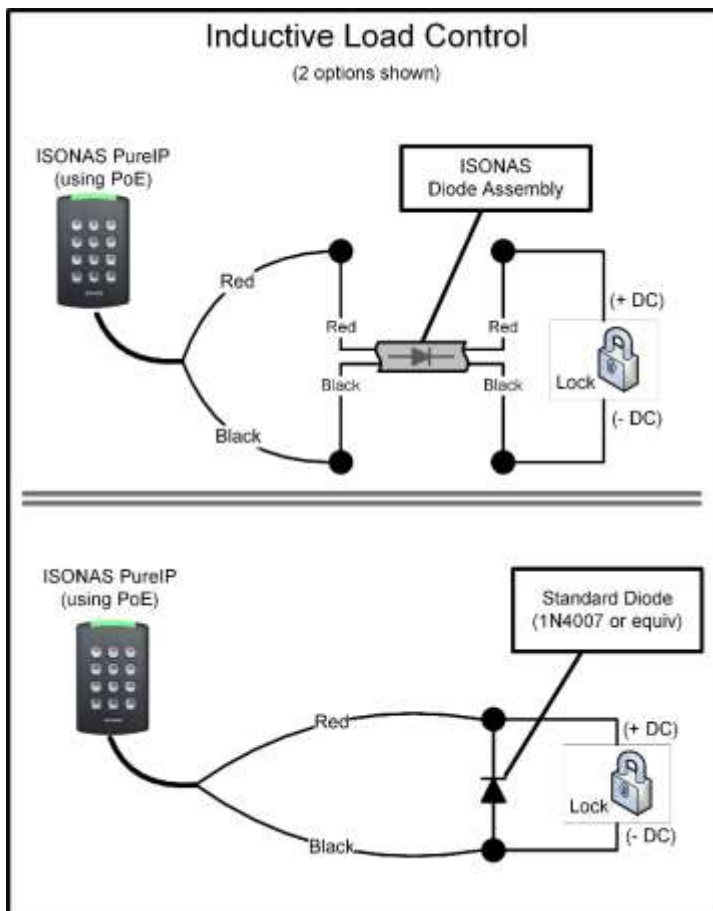 Inductive Load Control
(2 options shown)
ISONAS PureIP
(using PoE)
ISONAS
Diode Assembly
Red
Red
Red
(+ DC)
Black
Black
Lock
Black
(- DC)
ISONAS PureIP
(using PoE)
Standard Diode
(1N4007 or equiv)
Red
(+ DC)
Lock
Black
(- DC)